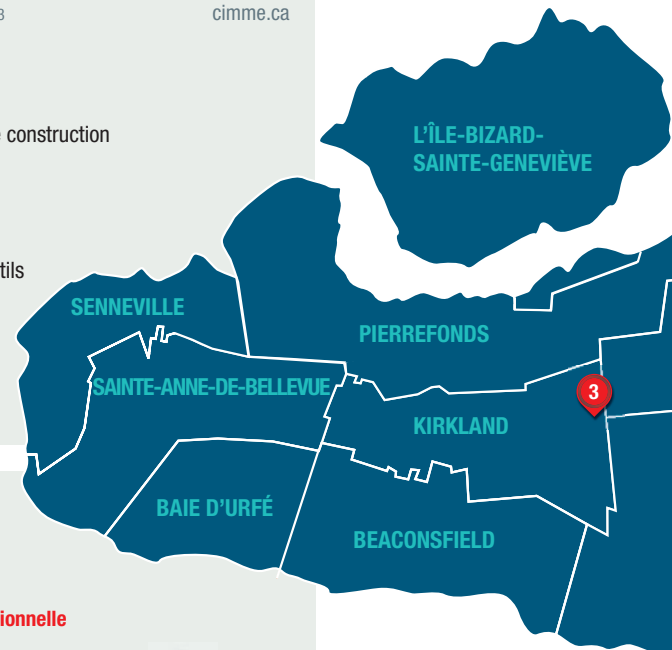 3
cimme.ca
construction
tils
ionnelle
L'ÎLE-BIZARD-
SAINTE-GENEVIÈVE
SENNEVILLE
PIERREFONDS
SAINTE-ANNE-DE-BELLEVUE
3
KIRKLAND
BAIE D'URFÉ
BEACONSFIELD